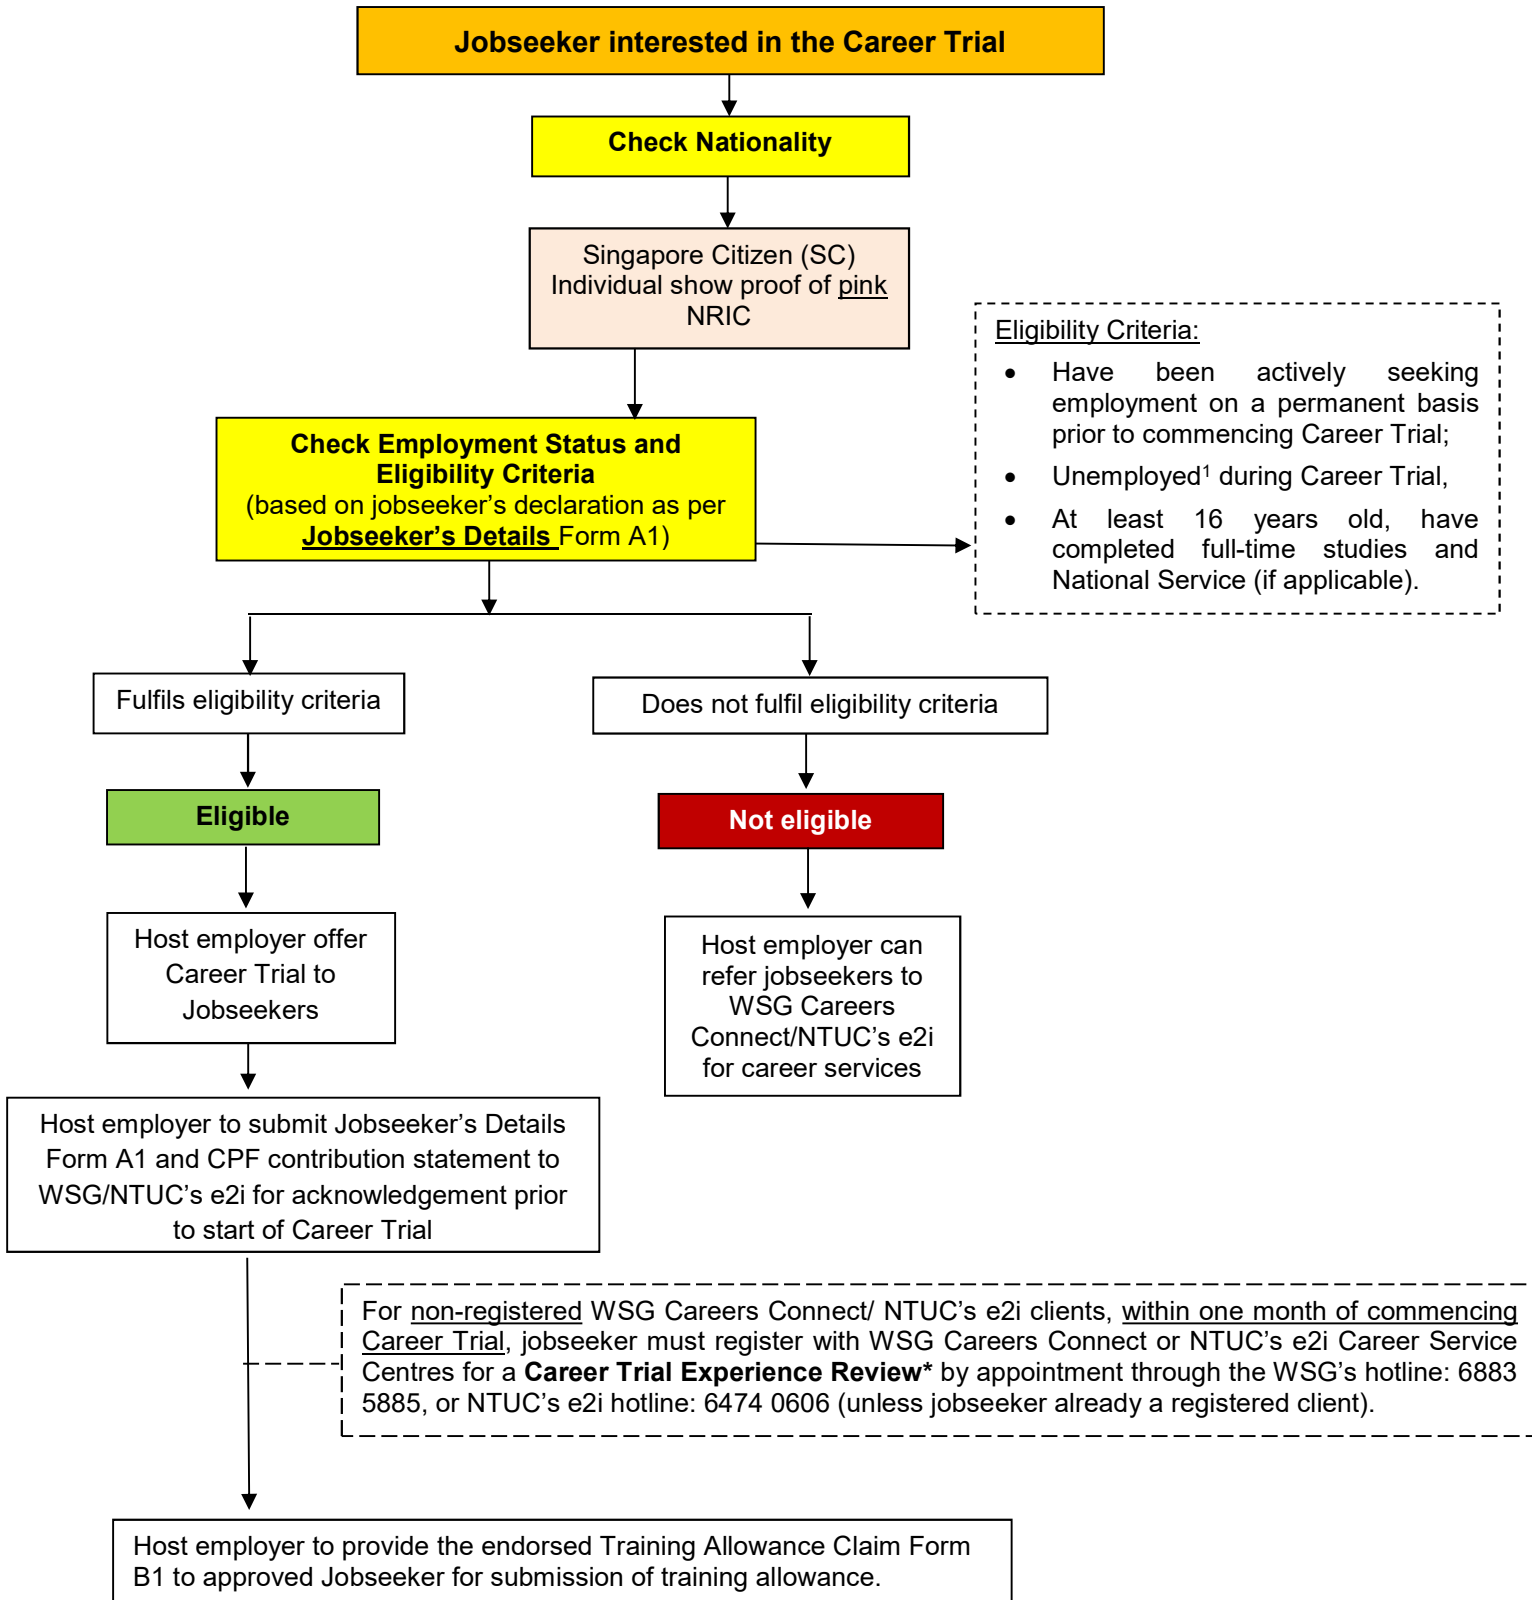 Jobseeker interested in the Career Trial
Check Nationality
Singapore Citizen (SC)
Individual show proof of pink
NRIC
Eligibility Criteria:
• Have been actively seeking
employment on a permanent basis
prior to commencing Career Trial;
• Unemployed¹ during Career Trial,
• At least 16 years old, have
completed full-time studies and
National Service (if applicable).
Check Employment Status and
Eligibility Criteria
(based on jobseeker’s declaration as per
Jobseeker’s Details Form A1)
Fulfils eligibility criteria
Does not fulfil eligibility criteria
Eligible
Not eligible
Host employer offer
Career Trial to
Jobseekers
Host employer can
refer jobseekers to
WSG Careers
Connect/NTUC’s e2i
for career services
Host employer to submit Jobseeker’s Details
Form A1 and CPF contribution statement to
WSG/NTUC’s e2i for acknowledgement prior
to start of Career Trial
For non-registered WSG Careers Connect/ NTUC’s e2i clients, within one month of commencing
Career Trial, jobseeker must register with WSG Careers Connect or NTUC’s e2i Career Service
Centres for a Career Trial Experience Review* by appointment through the WSG’s hotline: 6883
5885, or NTUC’s e2i hotline: 6474 0606 (unless jobseeker already a registered client).
Host employer to provide the endorsed Training Allowance Claim Form
B1 to approved Jobseeker for submission of training allowance.